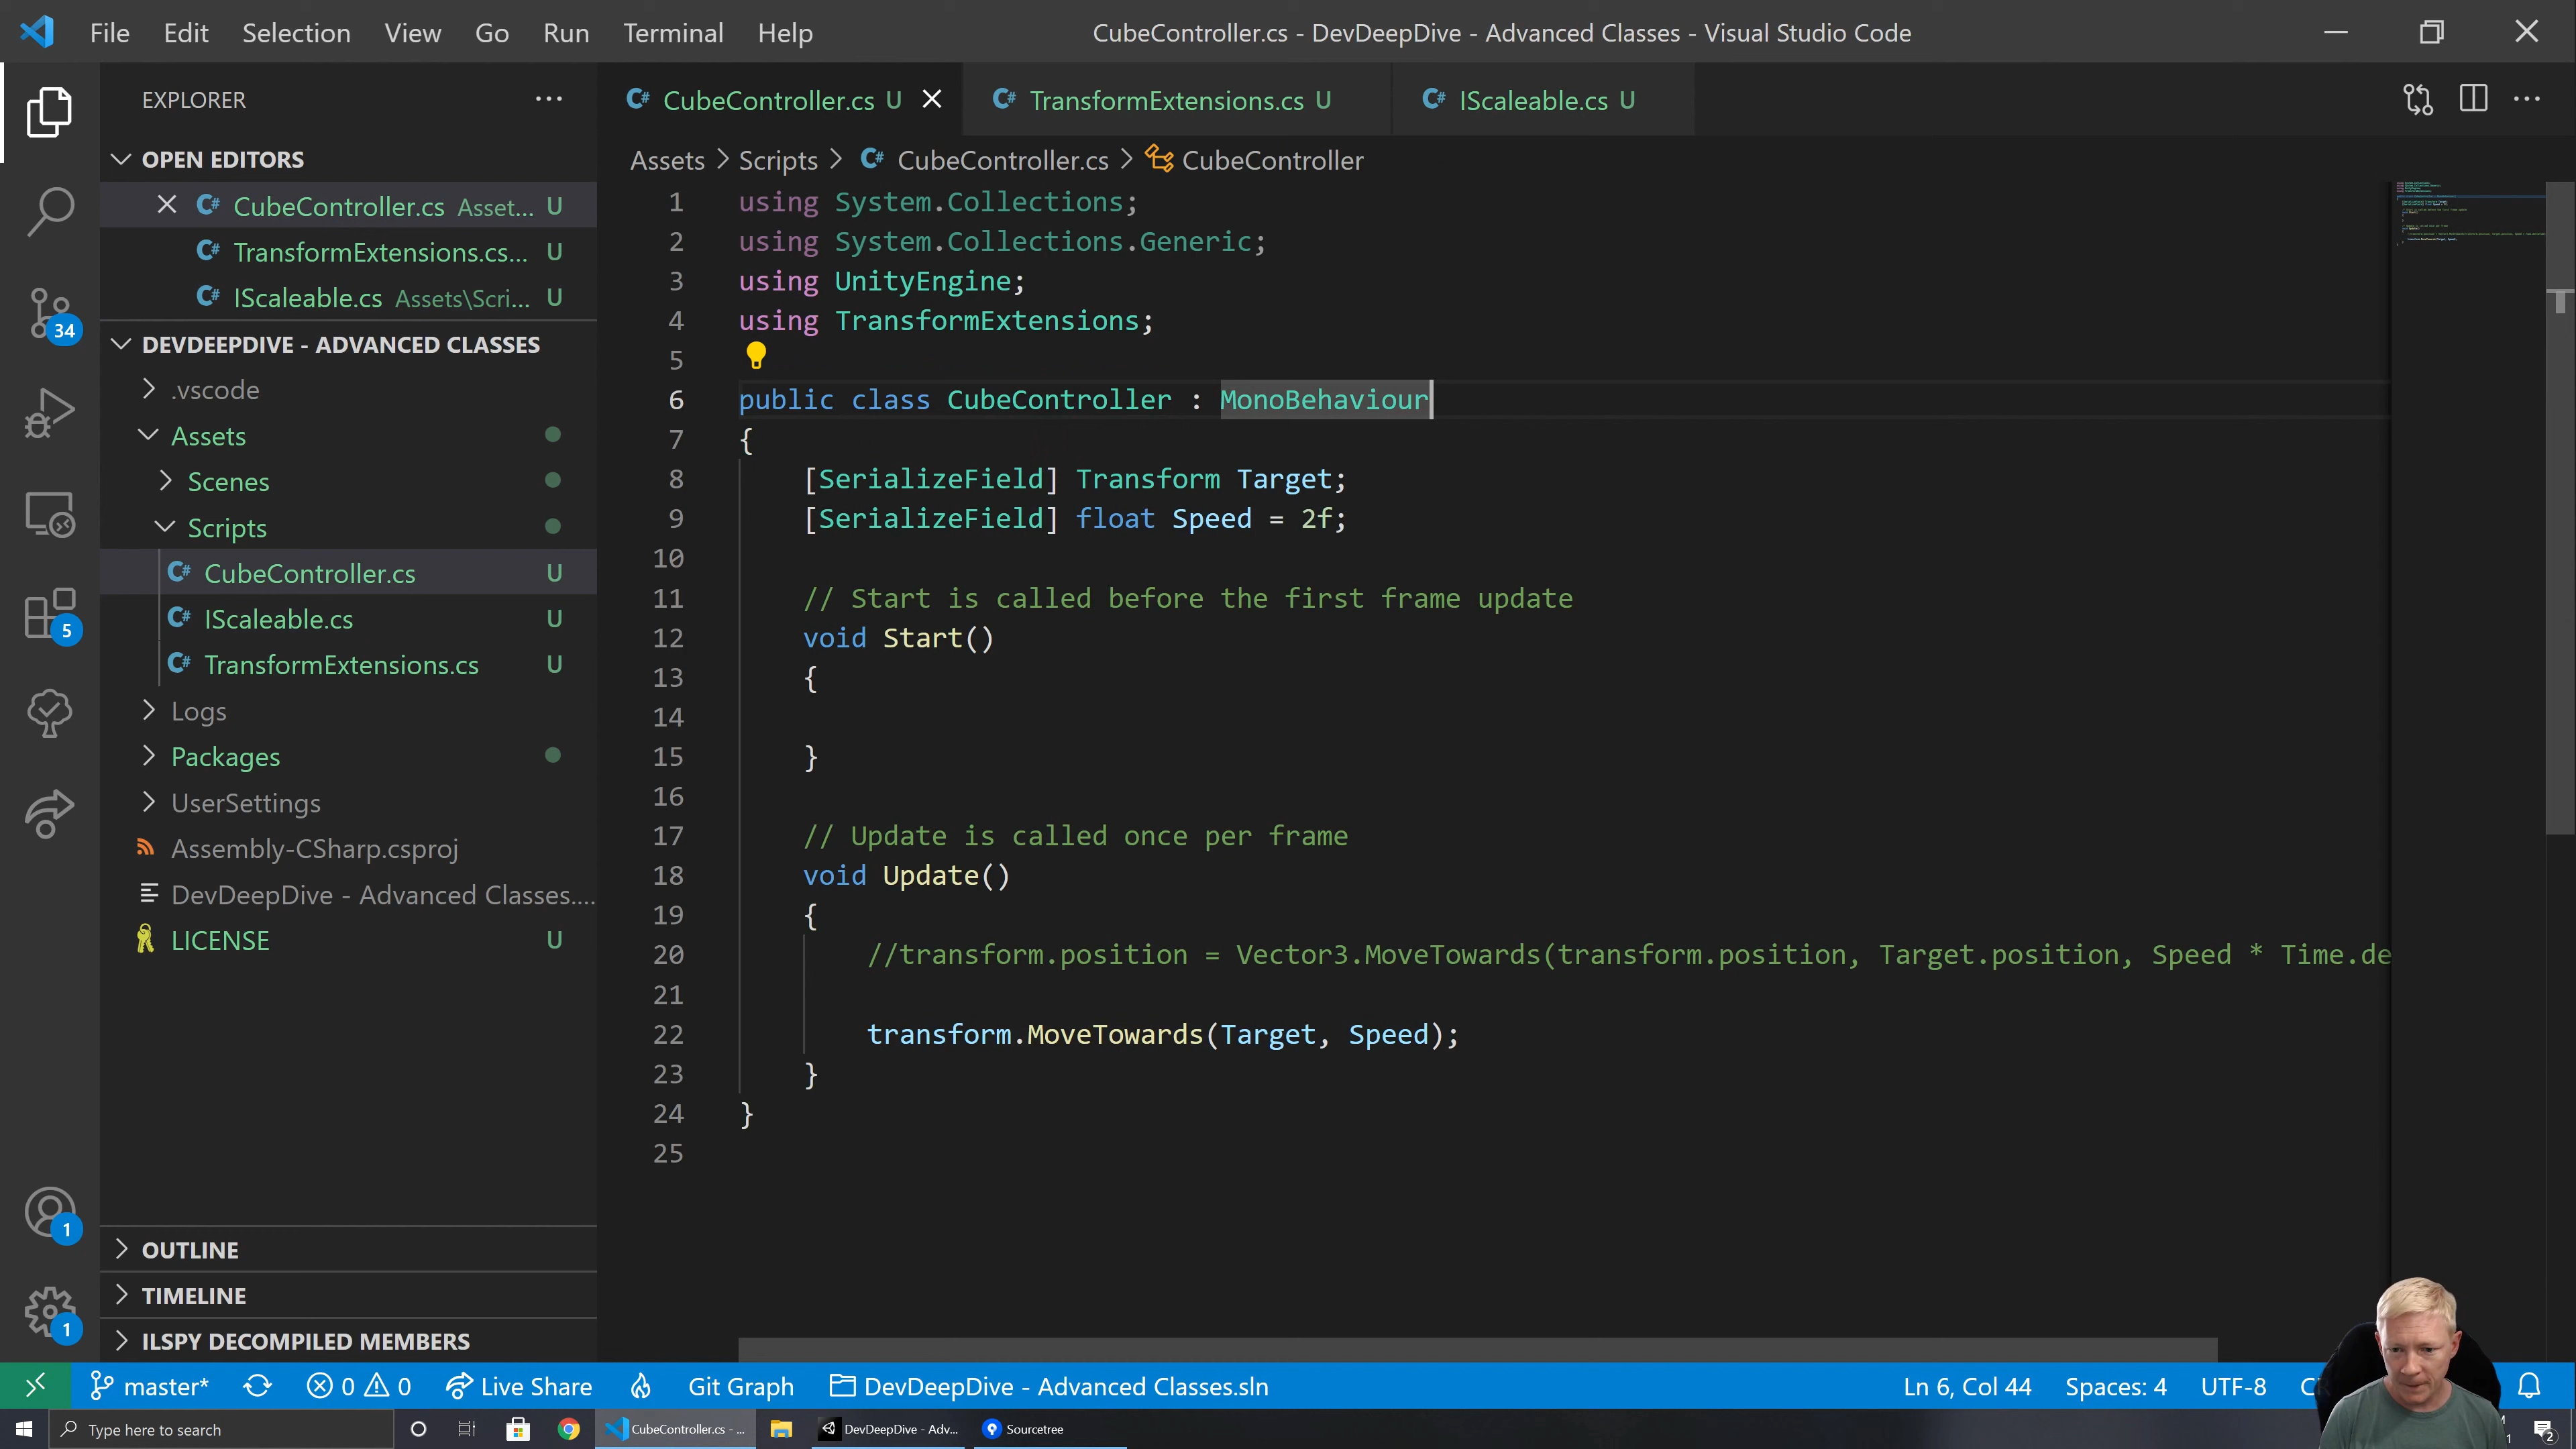 File Edit Selection View Go Run Terminal Help
CubeController.cs - DevDeepDive - Advanced Classes - Visual Studio Code
EXPLORER
OPEN EDITORS
CubeController.cs Asset... U
TransformExtensions.cs...
IScaleable.cs Assets\Scri... U
34
DEVDEEPDIVE - ADVANCED CLASSES
.vscode
Assets
Scenes
Scripts
CubeController.cs U
IScaleable.cs U
5
TransformExtensions.cs U
Logs
Packages
UserSettings
Assembly-CSharp.csproj
DevDeepDive - Advanced Classes....
LICENSE U
1
OUTLINE
TIMELINE
1
ILSPY DECOMPILED MEMBERS
CubeController.cs U
TransformExtensions.cs U
IScaleable.cs U
Assets > Scripts > CubeController.cs > CubeController
1 using System.Collections;
2 using System.Collections.Generic;
3 using UnityEngine;
4 using TransformExtensions;
5
6 public class CubeController : MonoBehaviour
7 {
8 [SerializeField] Transform Target;
9 [SerializeField] float Speed = 2f;
10
11 // Start is called before the first frame update
12 void Start()
13 {
14
15 }
16
17 // Update is called once per frame
18 void Update()
19 {
20 //transform.position = Vector3.MoveTowards(transform.position, Target.position, Speed * Time.de
21
22 transform.MoveTowards(Target, Speed);
23 }
24 }
25
master* 0 0 Live Share Git Graph DevDeepDive - Advanced Classes.sln Ln 6, Col 44 Spaces: 4 UTF-8
Type here to search
CubeController.cs - ...
DevDeepDive - Adv...
Sourcetree
2